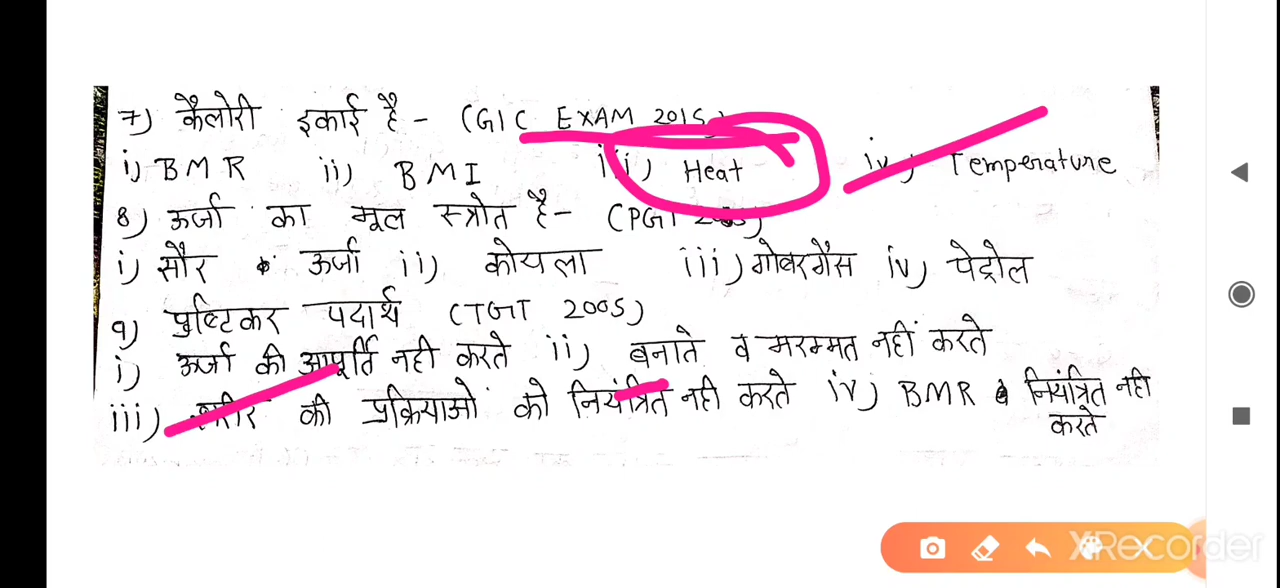 7) कैलोरी इकाई है - (GIC EXAM 2015)
i) BMR ii) BMI iii) Heat iv) Temperature
8) ऊर्जा का मूल स्त्रोत है - (PGT 2005)
i) सौर ऊर्जा ii) कोयला iii) गोबरगैस iv) पेट्रोल
9) पुष्टिकर पदार्थ (TGT 2005)
i) ऊर्जा की आपूर्ति नही करते ii) बनाते व मरम्मत नहीं करते
iii) शरीर की प्रक्रियाओं को नियंत्रित नही करते iv) BMR नियंत्रित नही
करते
XRecorder